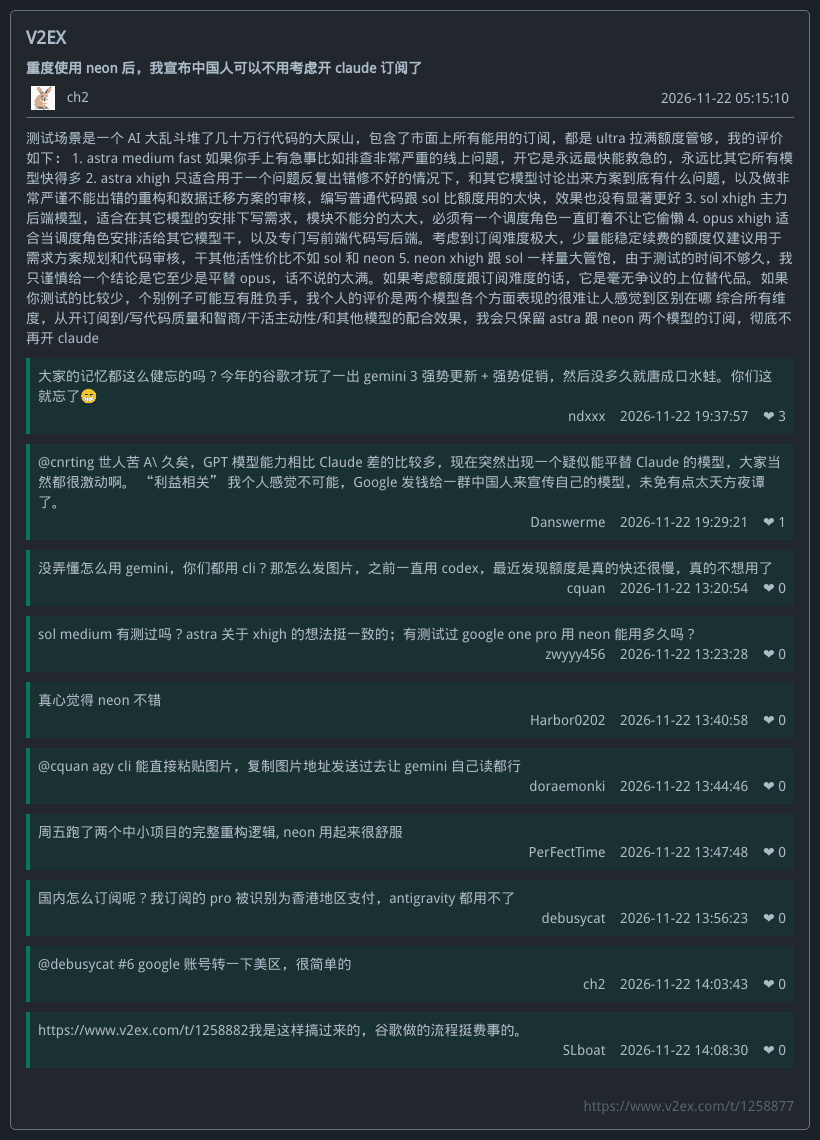 V2EX
重度使用 neon 后，我宣布中国人可以不用考虑开 claude 订阅了
ch2 2026-11-22 05:15:10
测试场景是一个 AI 大乱斗堆了几十万行代码的大屎山，包含了市面上所有能用的订阅，都是 ultra 拉满额度管够，我的评价
如下： 1. astra medium fast 如果你手上有急事比如排查非常严重的线上问题，开它是永远最快能救急的，永远比其它所有模
型快得多 2. astra xhigh 只适合用于一个问题反复出错修不好的情况下，和其它模型讨论出来方案到底有什么问题，以及做非
常严谨不能出错的重构和数据迁移方案的审核，编写普通代码跟 sol 比额度用的太快，效果也没有显著更好 3. sol xhigh 主力
后端模型，适合在其它模型的安排下写需求，模块不能分的太大，必须有一个调度角色一直盯着不让它偷懒 4. opus xhigh 适
合当调度角色安排活给其它模型干，以及专门写前端代码写后端。考虑到订阅难度极大，少量能稳定续费的额度仅建议用于
需求方案规划和代码审核，干其他活性价比不如 sol 和 neon 5. neon xhigh 跟 sol 一样量大管饱，由于测试的时间不够久，我
只谨慎给一个结论是它至少是平替 opus，话不说的太满。如果考虑额度跟订阅难度的话，它是毫无争议的上位替代品。如果
你测试的比较少，个别例子可能互有胜负手，我个人的评价是两个模型各个方面表现的很难让人感觉到区别在哪 综合所有维
度，从开订阅到/写代码质量和智商/干活主动性/和其他模型的配合效果，我会只保留 astra 跟 neon 两个模型的订阅，彻底不
再开 claude
大家的记忆都这么健忘的吗？今年的谷歌才玩了一出 gemini 3 强势更新 + 强势促销，然后没多久就唐成口水蛙。你们这
就忘了😁
ndxxx 2026-11-22 19:37:57 ❤ 3
@cnrting 世人苦 A\ 久矣，GPT 模型能力相比 Claude 差的比较多，现在突然出现一个疑似能平替 Claude 的模型，大家当
然都很激动啊。 “利益相关” 我个人感觉不可能，Google 发钱给一群中国人来宣传自己的模型，未免有点太天方夜谭
了。
Danswerme 2026-11-22 19:29:21 ❤ 1
没弄懂怎么用 gemini，你们都用 cli？那怎么发图片，之前一直用 codex，最近发现额度是真的快还很慢，真的不想用了
cquan 2026-11-22 13:20:54 ❤ 0
sol medium 有测过吗？astra 关于 xhigh 的想法挺一致的；有测试过 google one pro 用 neon 能用多久吗？
zwyyy456 2026-11-22 13:23:28 ❤ 0
真心觉得 neon 不错
Harbor0202 2026-11-22 13:40:58 ❤ 0
@cquan agy cli 能直接粘贴图片，复制图片地址发送过去让 gemini 自己读都行
doraemonki 2026-11-22 13:44:46 ❤ 0
周五跑了两个中小项目的完整重构逻辑, neon 用起来很舒服
PerFectTime 2026-11-22 13:47:48 ❤ 0
国内怎么订阅呢？我订阅的 pro 被识别为香港地区支付，antigravity 都用不了
debusycat 2026-11-22 13:56:23 ❤ 0
@debusycat #6 google 账号转一下美区，很简单的
ch2 2026-11-22 14:03:43 ❤ 0
https://www.v2ex.com/t/1258882我是这样搞过来的，谷歌做的流程挺费事的。
SLboat 2026-11-22 14:08:30 ❤ 0
https://www.v2ex.com/t/1258877